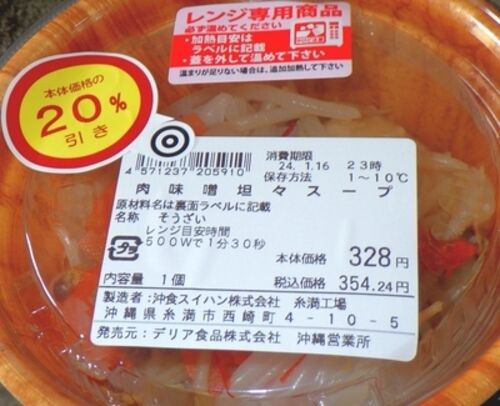 レンジ専用商品
必ず温めてください
・加熱目安は
ラベルに記載
・蓋を外して温めて下さい
温まりが足りない場合は、追加加熱して下さい
本体価格の
20%
引き
4 571237 205910
消費期限
24. 1.16 23時
保存方法 1〜10℃
肉味噌坦々スープ
原材料名は裏面ラベルに記載
名称 そうざい
レンジ目安時間
500Wで1分30秒
プラ
本体価格 328円
内容量 1個
税込価格 354.24円
製造者：沖食スイハン株式会社 糸満工場
沖縄県糸満市西崎町4-10-5
発売元：デリア食品株式会社 沖縄営業所